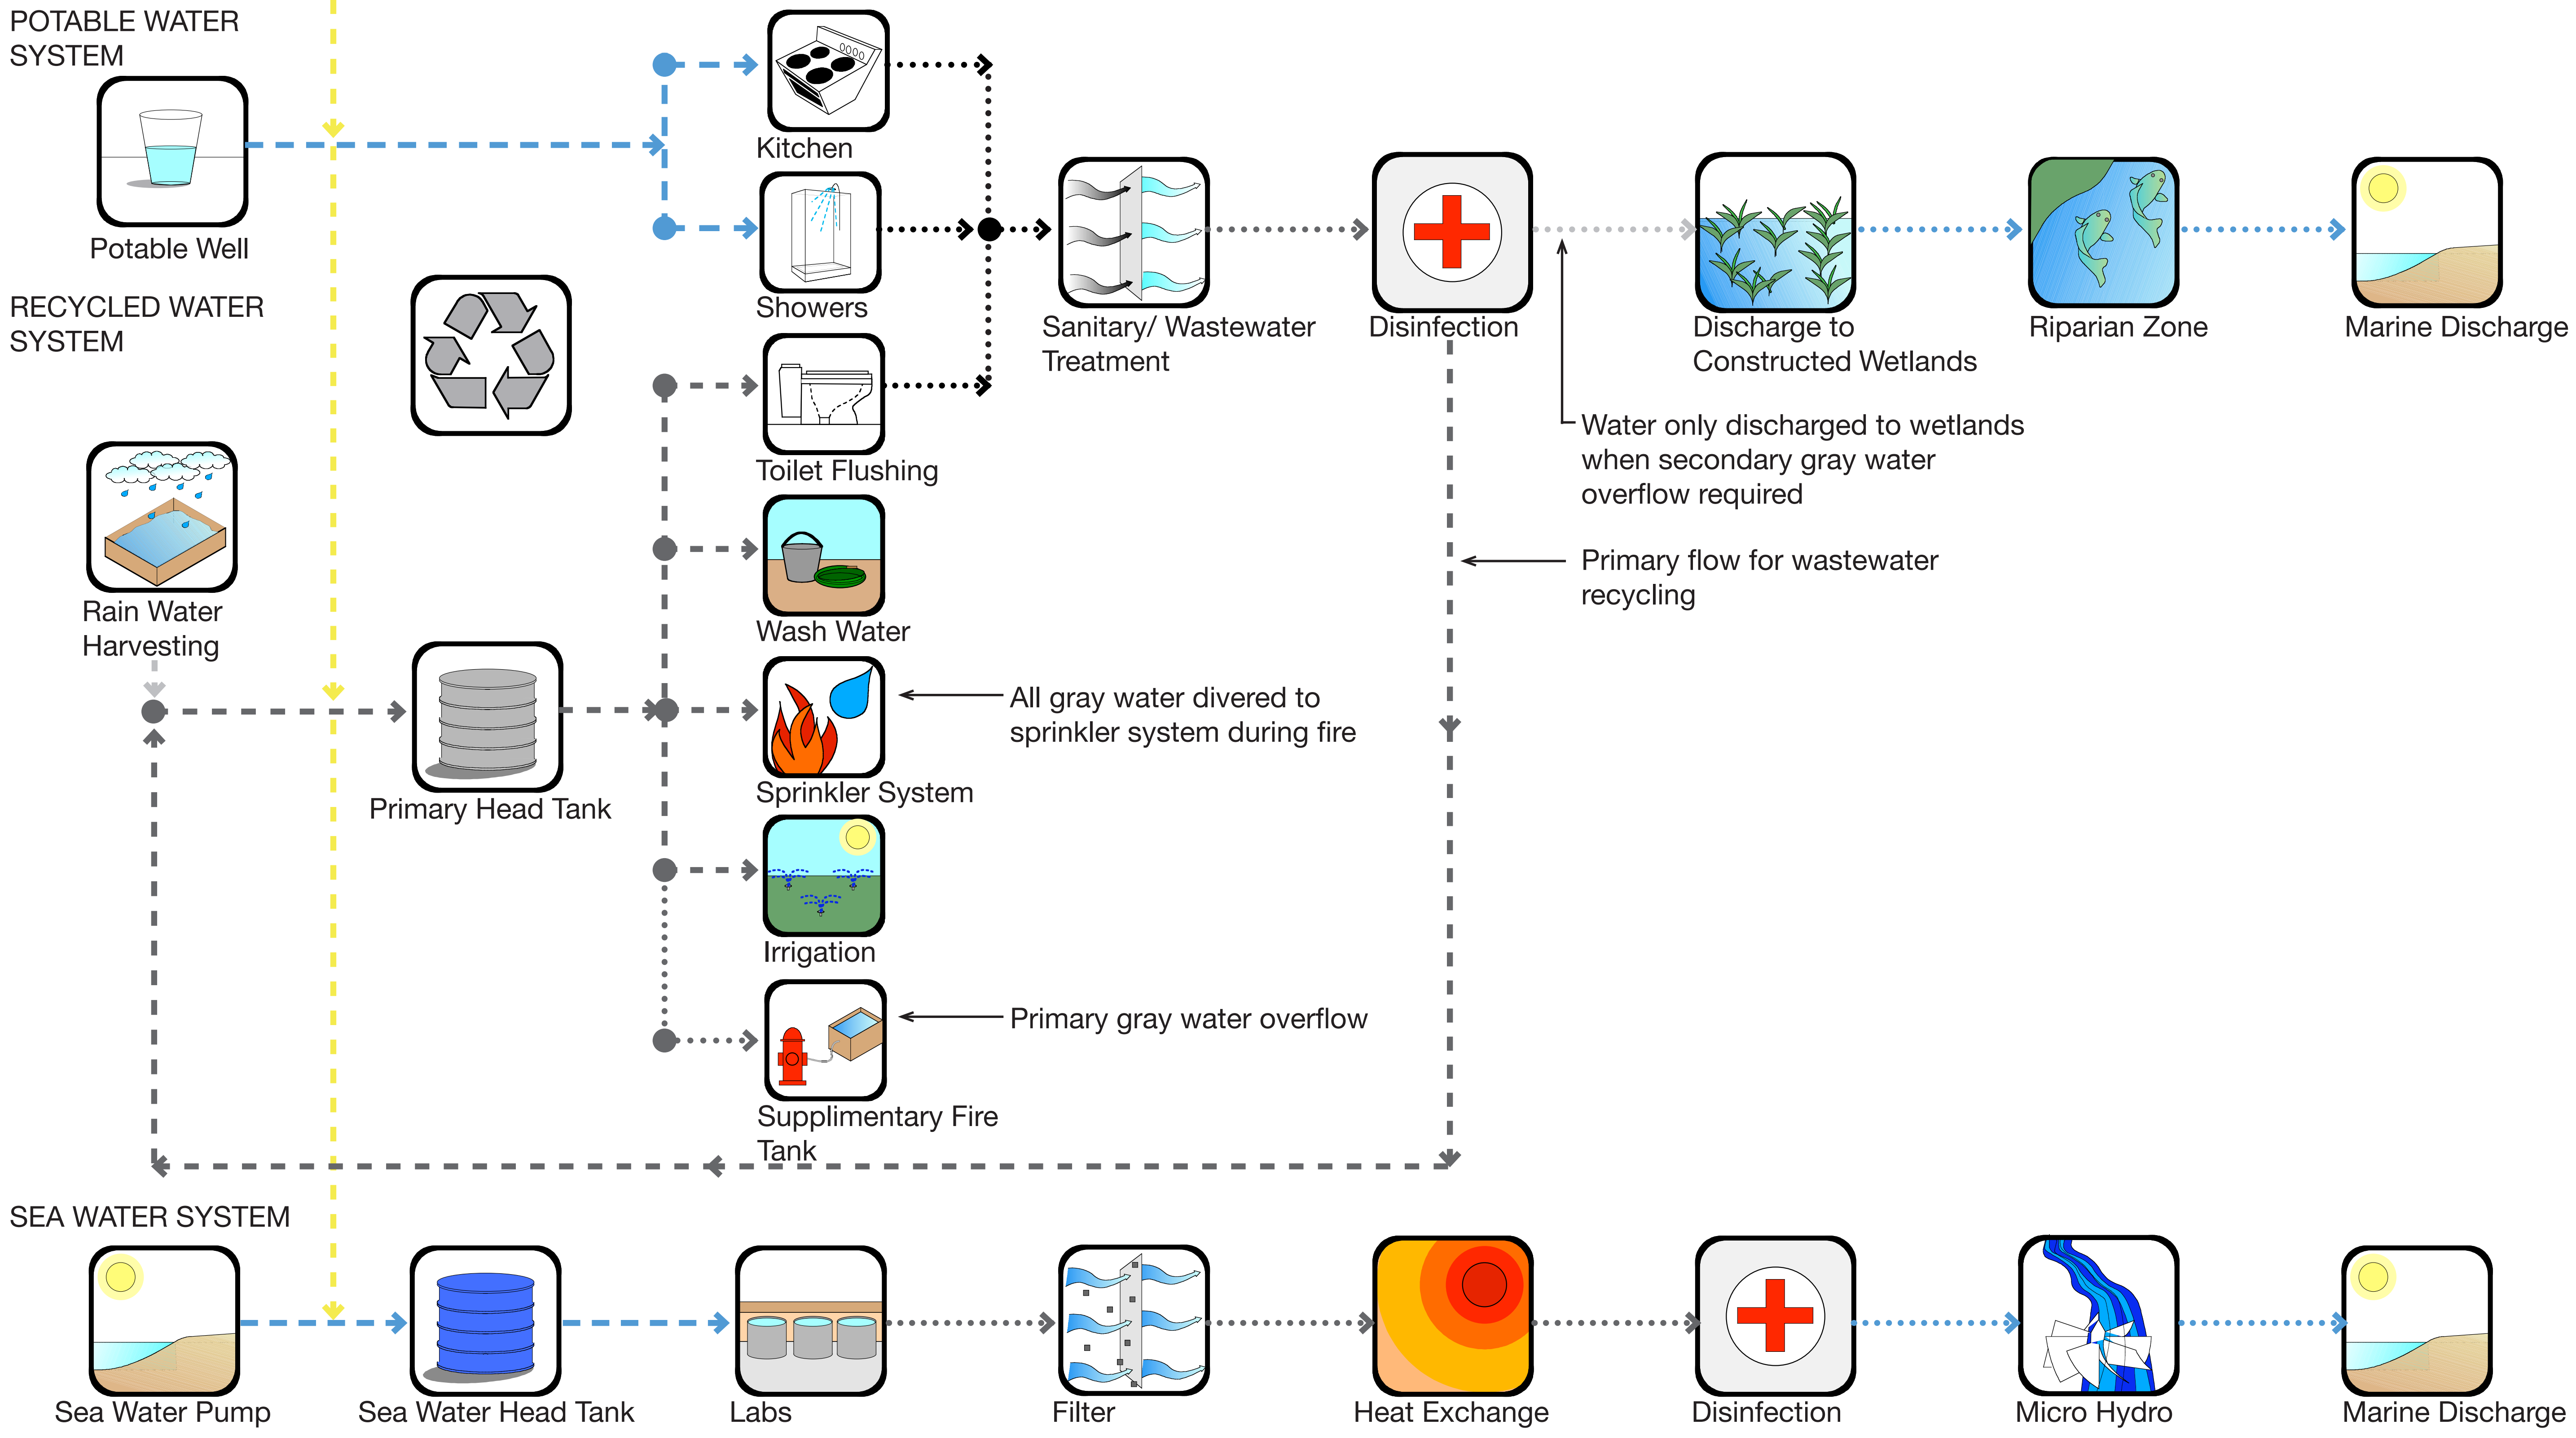 POTABLE WATER
SYSTEM
Potable Well
Kitchen
Showers
Sanitary/ Wastewater
Treatment
Disinfection
Discharge to
Constructed Wetlands
Riparian Zone
Marine Discharge
RECYCLED WATER
SYSTEM
Toilet Flushing
Water only discharged to wetlands
when secondary gray water
overflow required
Rain Water
Harvesting
Wash Water
Primary flow for wastewater
recycling
Primary Head Tank
Sprinkler System
All gray water divered to
sprinkler system during fire
Irrigation
Primary gray water overflow
Supplimentary Fire
Tank
SEA WATER SYSTEM
Sea Water Pump
Sea Water Head Tank
Labs
Filter
Heat Exchange
Disinfection
Micro Hydro
Marine Discharge